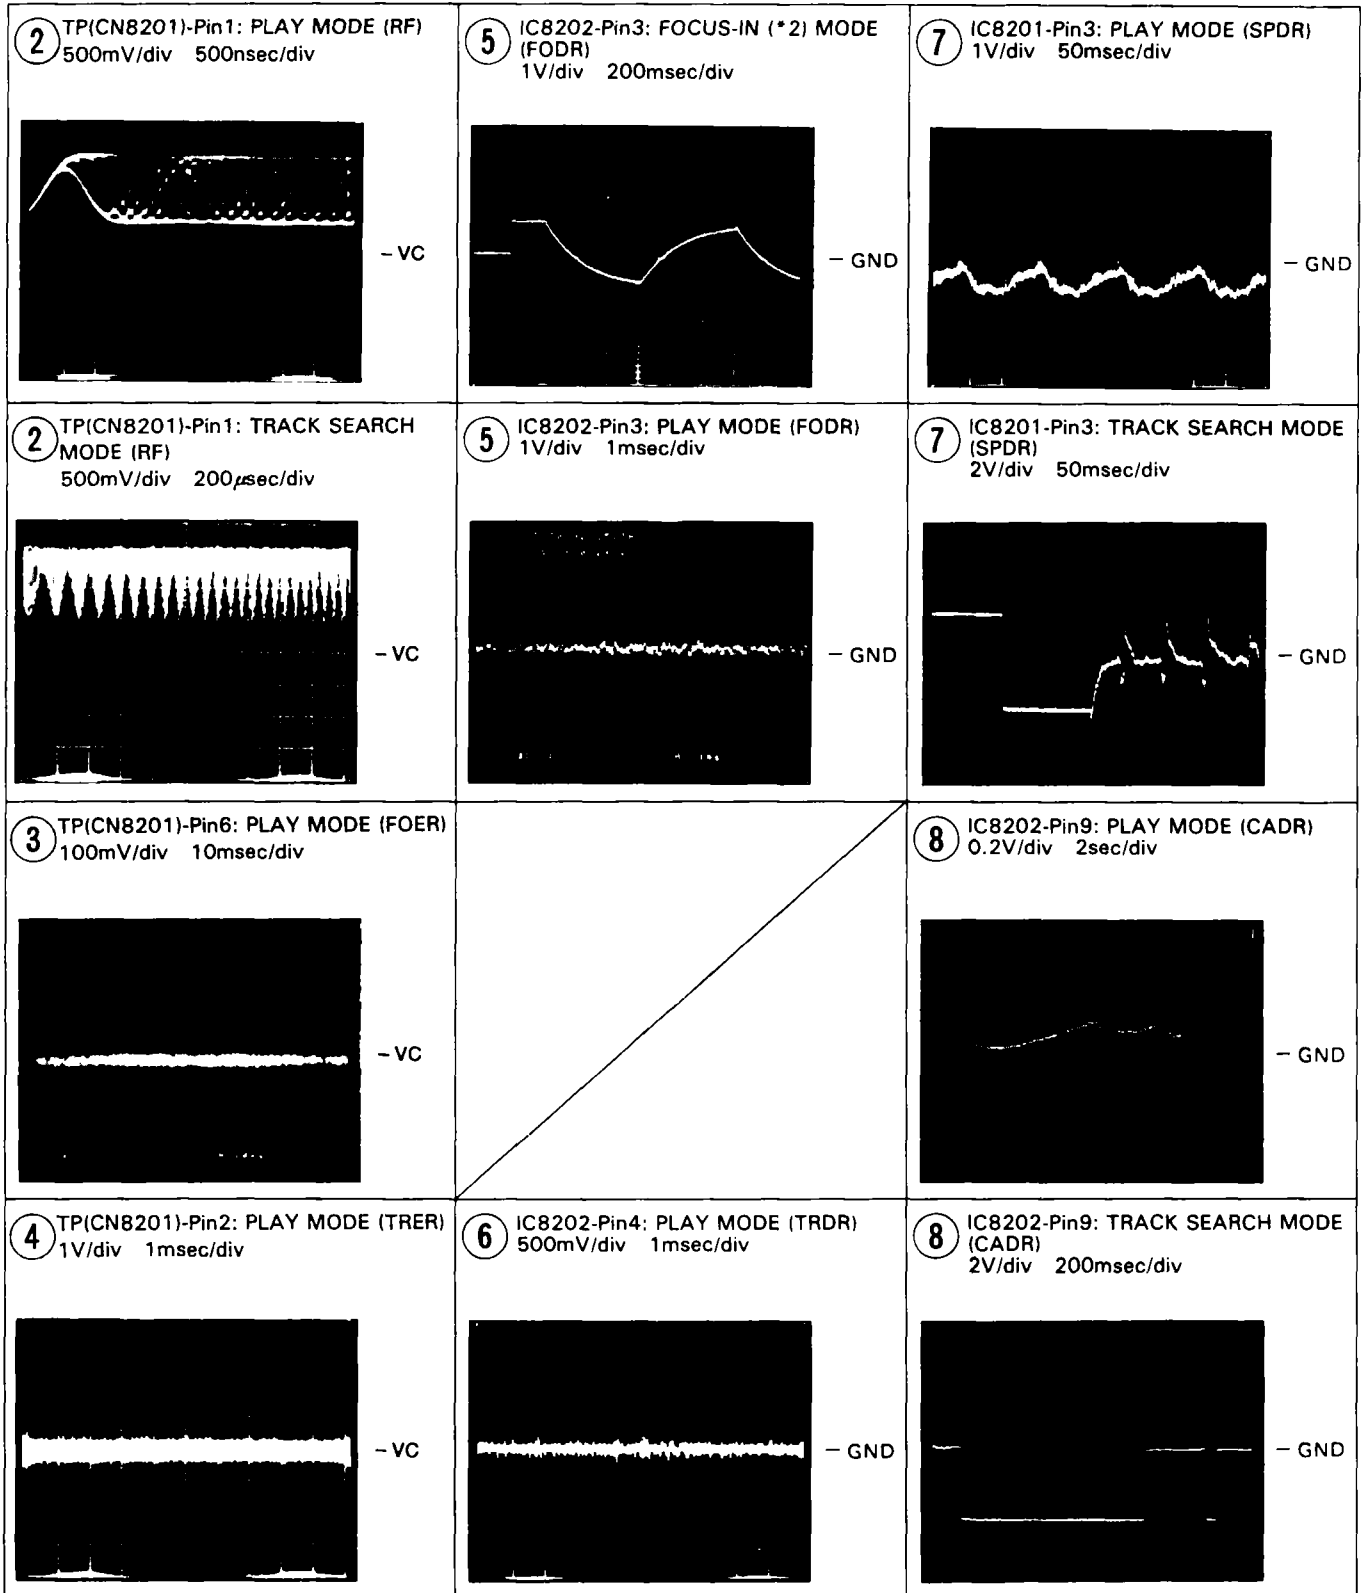 2 TP(CN8201)-Pin1: PLAY MODE (RF)
500mV/div 500nsec/div
- VC
5 IC8202-Pin3: FOCUS-IN (*2) MODE
(FODR)
1V/div 200msec/div
- GND
7 IC8201-Pin3: PLAY MODE (SPDR)
1V/div 50msec/div
- GND
2 TP(CN8201)-Pin1: TRACK SEARCH
MODE (RF)
500mV/div 200µsec/div
- VC
5 IC8202-Pin3: PLAY MODE (FODR)
1V/div 1msec/div
- GND
7 IC8201-Pin3: TRACK SEARCH MODE
(SPDR)
2V/div 50msec/div
- GND
3 TP(CN8201)-Pin6: PLAY MODE (FOER)
100mV/div 10msec/div
- VC
8 IC8202-Pin9: PLAY MODE (CADR)
0.2V/div 2sec/div
- GND
4 TP(CN8201)-Pin2: PLAY MODE (TRER)
1V/div 1msec/div
- VC
6 IC8202-Pin4: PLAY MODE (TRDR)
500mV/div 1msec/div
- GND
8 IC8202-Pin9: TRACK SEARCH MODE
(CADR)
2V/div 200msec/div
- GND